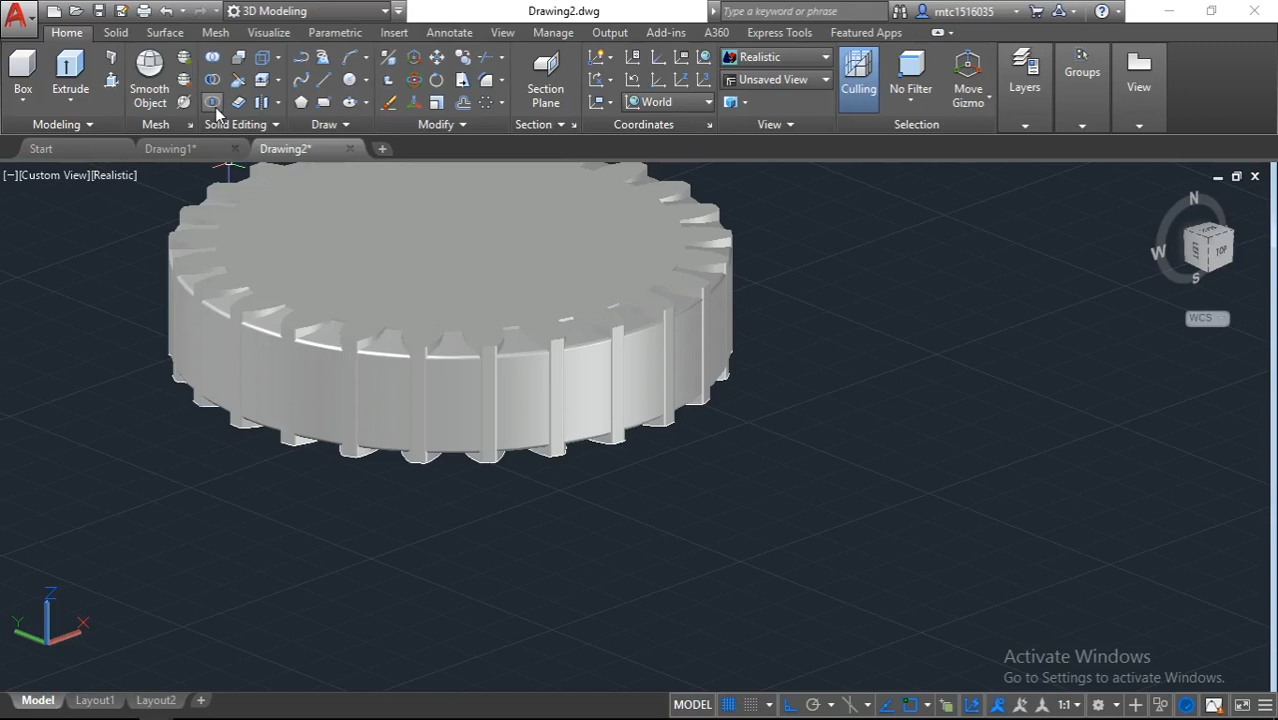 3D Modeling
Drawing2.dwg
Type a keyword or phrase
rntc1516035
Home Solid Surface Mesh Visualize Parametric Insert Annotate View Manage Output Add-ins A360 Express Tools Featured Apps
Box
Extrude
Smooth Object
Section Plane
Realistic
Unsaved View
World
Culling
No Filter
Move Gizmo
Layers
Groups
View
Modeling Mesh Solid Editing Draw Modify Section Coordinates View Selection
Start Drawing1* Drawing2*
[−][Custom View][Realistic]
N
W
LEFT
TOP
S
WCS
Z
Y
X
Activate Windows
Go to Settings to activate Windows.
Model Layout1 Layout2
MODEL
1:1